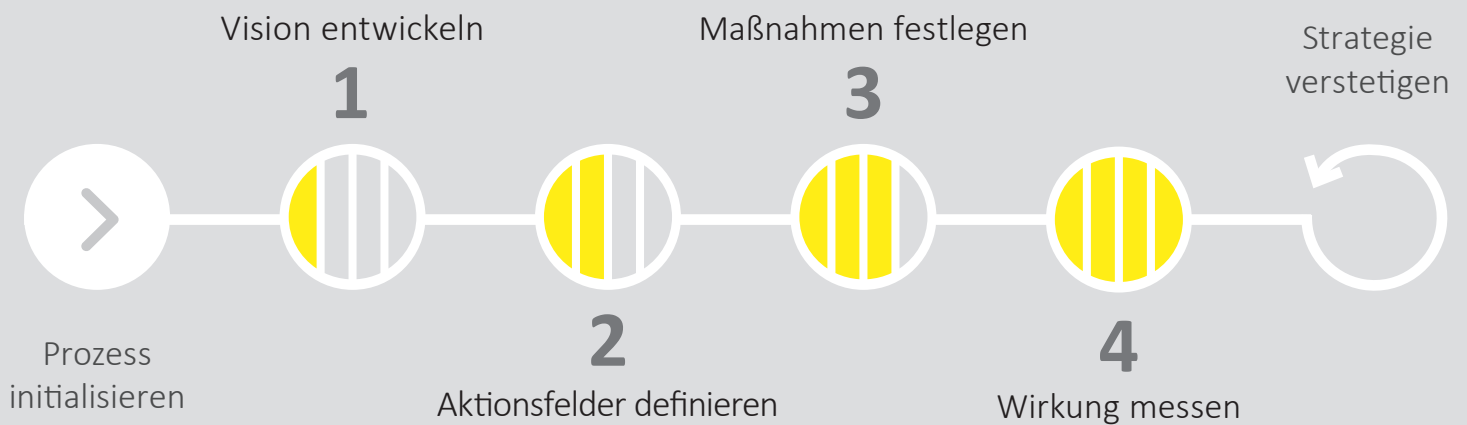 Prozess
initialisieren
Vision entwickeln
1
2
Aktionsfelder definieren
Maßnahmen festlegen
3
4
Wirkung messen
Strategie
verstetigen